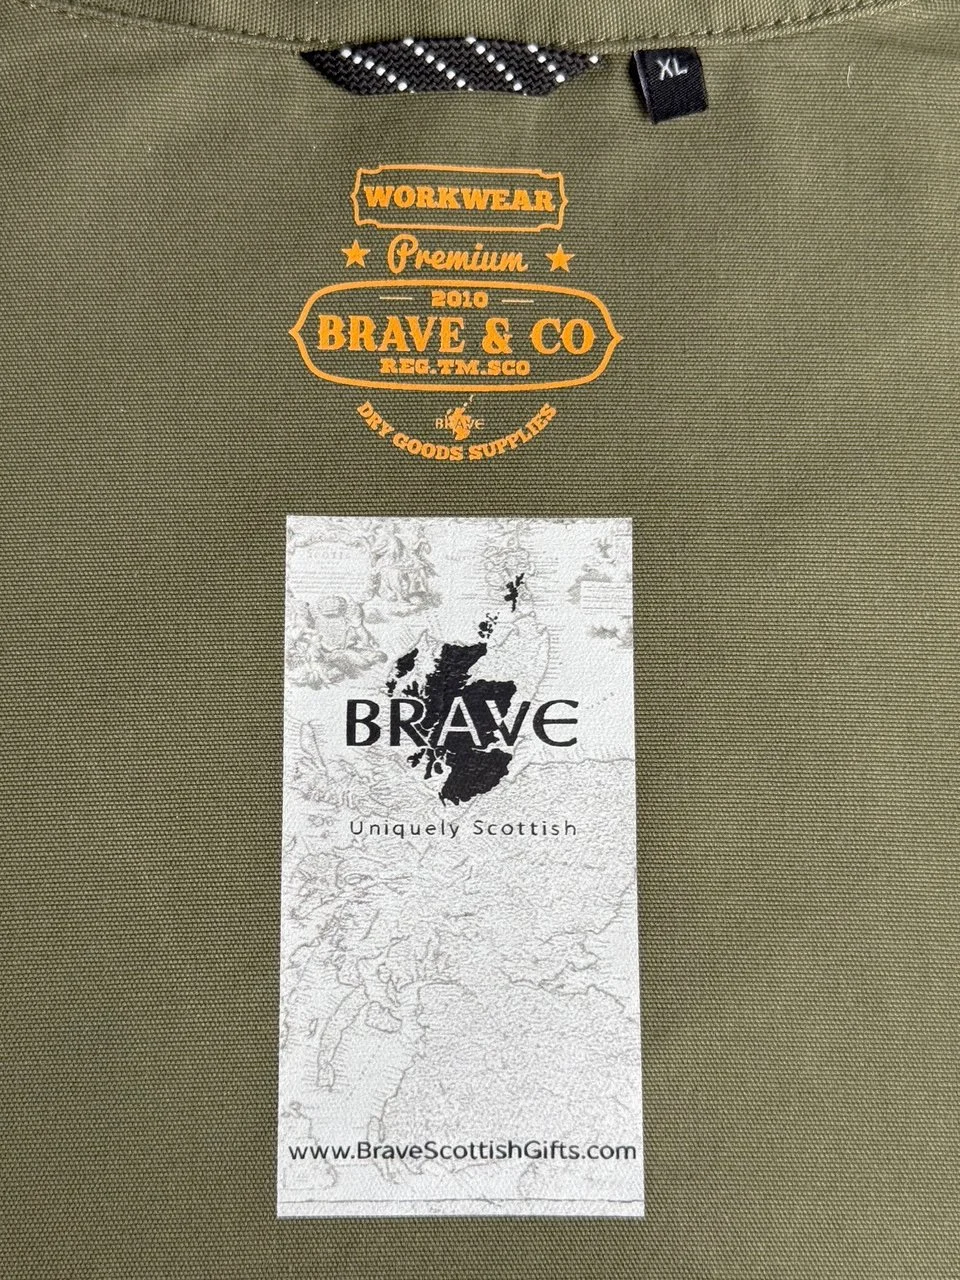 XL
WORKWEAR
Premium
2010
BRAVE & CO
REG.TM.SCO
BRAVE
DRY GOODS SUPPLIES
BRAVE
Uniquely Scottish
www.BraveScottishGifts.com